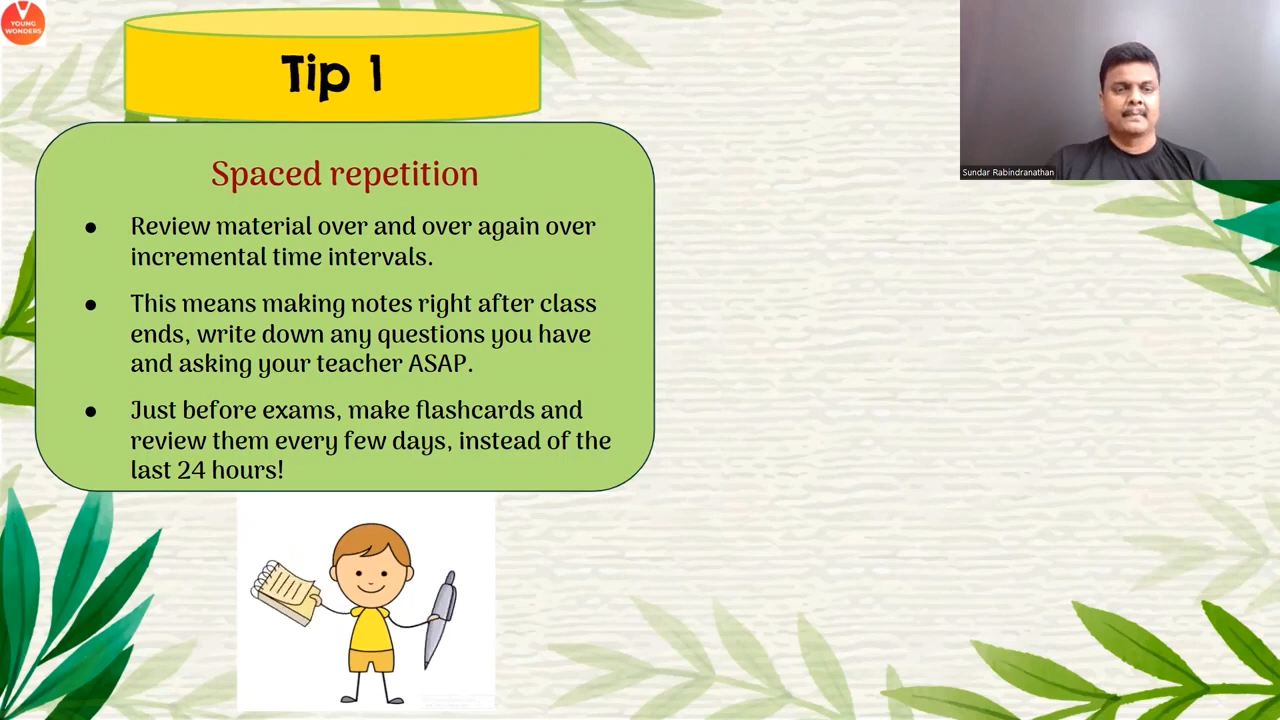 YOUNG
WONDERS
Tip 1
Spaced repetition
● Review material over and over again over
incremental time intervals.
● This means making notes right after class
ends, write down any questions you have
and asking your teacher ASAP.
● Just before exams, make flashcards and
review them every few days, instead of the
last 24 hours!
Sundar Rabindranathan